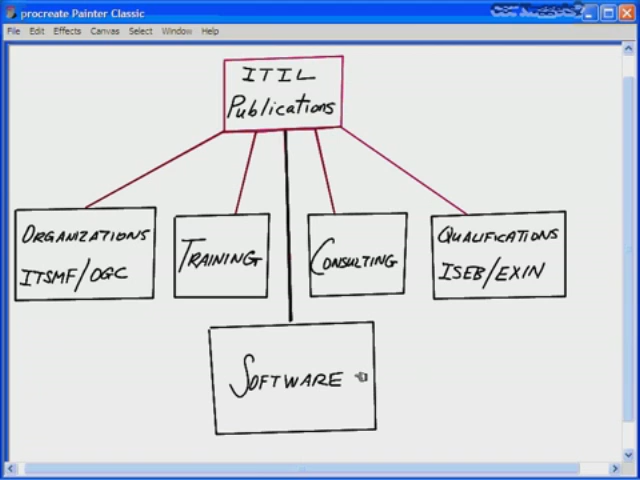 procreate Painter Classic
File Edit Effects Canvas Select Window Help
ITIL
Publications
ORGANIZATIONS
ITSMF/OGC
TRAINING
CONSULTING
QUALIFICATIONS
ISEB/EXIN
SOFTWARE